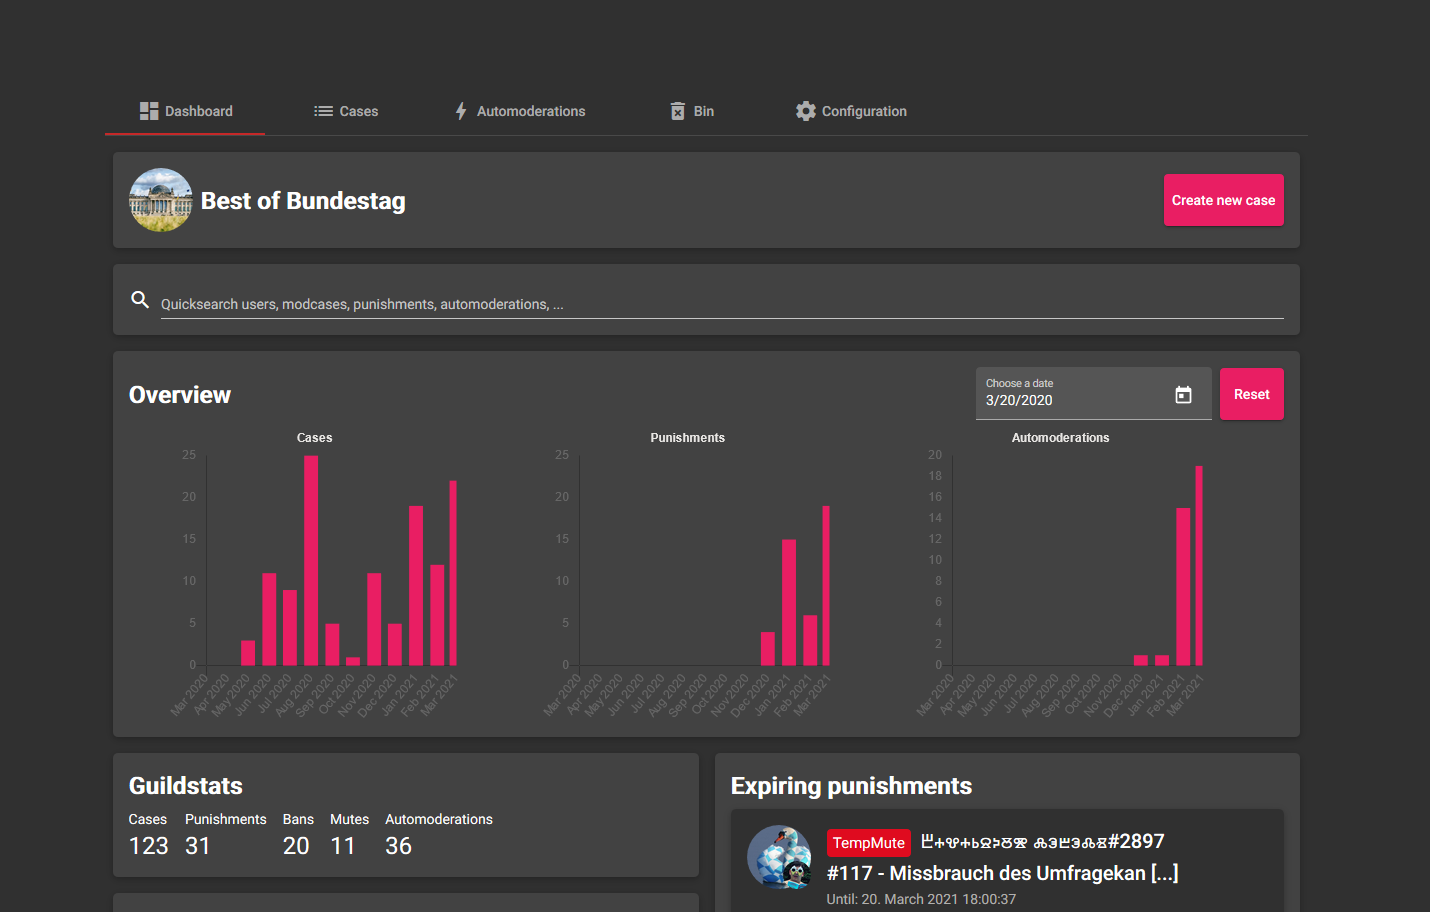 Dashboard
Cases
Automoderations
Bin
Configuration
Best of Bundestag
Create new case
Quicksearch users, modcases, punishments, automoderations, ...
Overview
Choose a date
3/20/2020
Reset
Cases
25
20
15
10
5
0
Mar 2020
Apr 2020
May 2020
Jun 2020
Jul 2020
Aug 2020
Sep 2020
Oct 2020
Nov 2020
Dec 2020
Jan 2021
Feb 2021
Mar 2021
Punishments
25
20
15
10
5
0
Mar 2020
Apr 2020
May 2020
Jun 2020
Jul 2020
Aug 2020
Sep 2020
Oct 2020
Nov 2020
Dec 2020
Jan 2021
Feb 2021
Mar 2021
Automoderations
20
18
16
14
12
10
8
6
4
2
0
Mar 2020
Apr 2020
May 2020
Jun 2020
Jul 2020
Aug 2020
Sep 2020
Oct 2020
Nov 2020
Dec 2020
Jan 2021
Feb 2021
Mar 2021
Guildstats
Cases Punishments Bans Mutes Automoderations
123 31 20 11 36
Expiring punishments
TempMute #2897
#117 - Missbrauch des Umfragekan [...]
Until: 20. March 2021 18:00:37